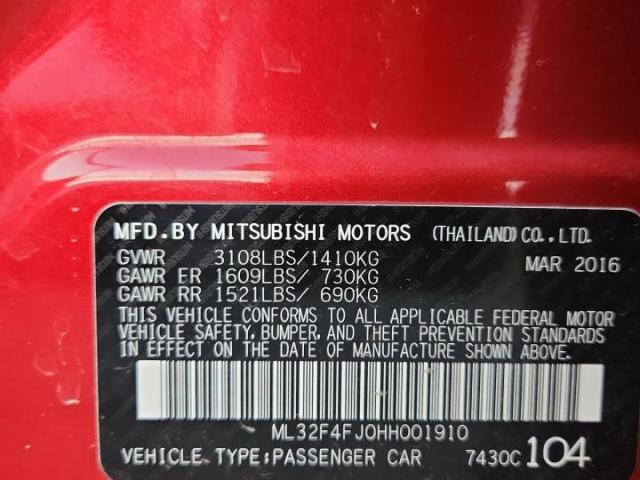 MFD.BY MITSUBISHI MOTORS (THAILAND)CO.,LTD.
GVWR 3108LBS/1410KG MAR 2016
GAWR FR 1609LBS/ 730KG
GAWR RR 1521LBS/ 690KG
THIS VEHICLE CONFORMS TO ALL APPLICABLE FEDERAL MOTOR
VEHICLE SAFETY, BUMPER, AND THEFT PREVENTION STANDARDS
IN EFFECT ON THE DATE OF MANUFACTURE SHOWN ABOVE.
ML32F4FJ0HH001910
VEHICLE TYPE:PASSENGER CAR 7430C 104